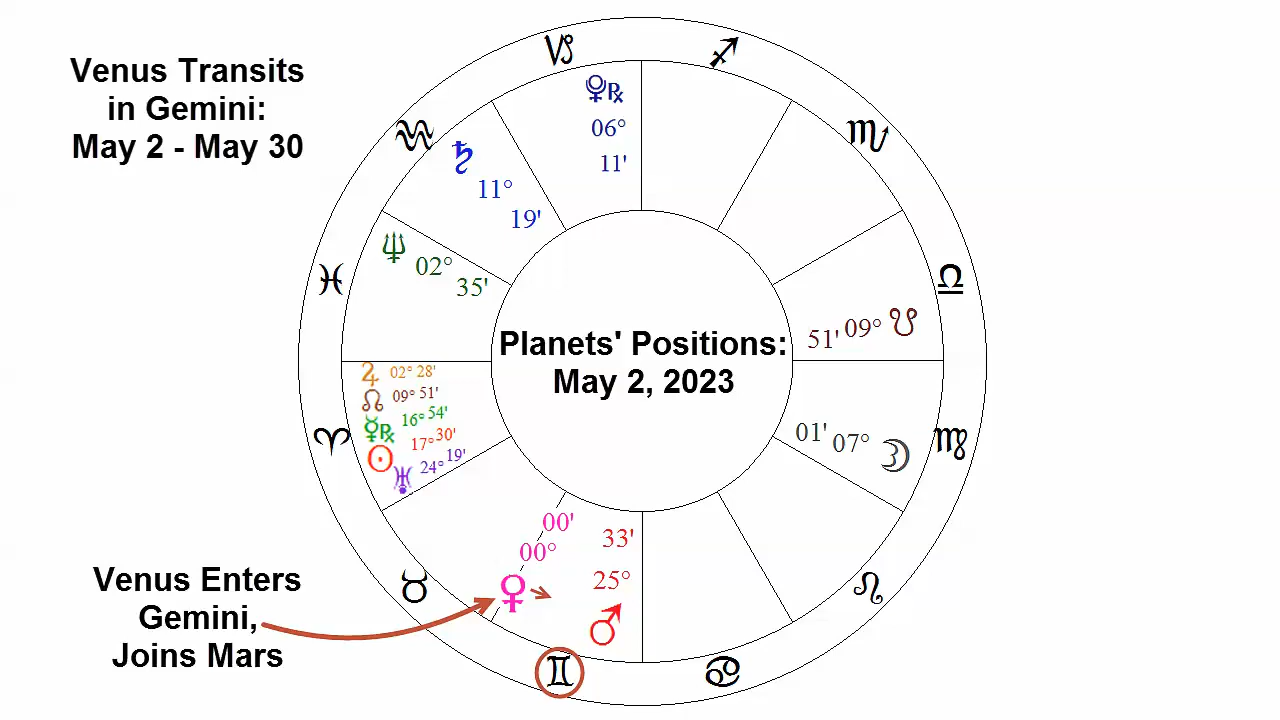 Venus Transits
in Gemini:
May 2 - May 30
♑
♐
♒
♏
♇℞
06°
11'
♄
11°
19'
♆
02°
35'
♓
♎
51' 09° ☋
Planets' Positions:
May 2, 2023
♃ 02° 28'
☊ 09° 51'
☿℞ 16° 54'
☉ 17° 30'
♅ 24° 19'
♈
01' 07° ☽
♍
00'
00°
♀
33'
25°
♂
♉
♌
Venus Enters
Gemini,
Joins Mars
♊
♋